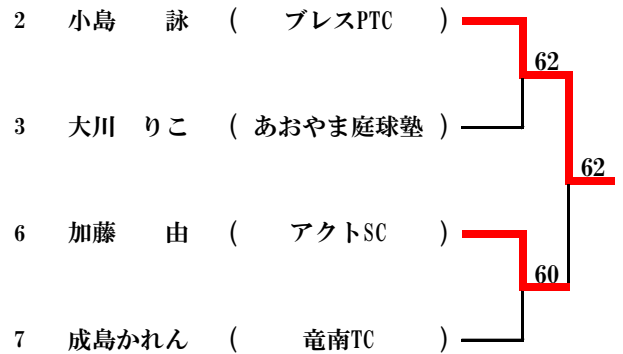 2 小島 詠 ( ブレスPTC )
62
3 大川 りこ ( あおやま庭球塾 )
62
6 加藤 由 ( アクトSC )
60
7 成島かれん ( 竜南TC )